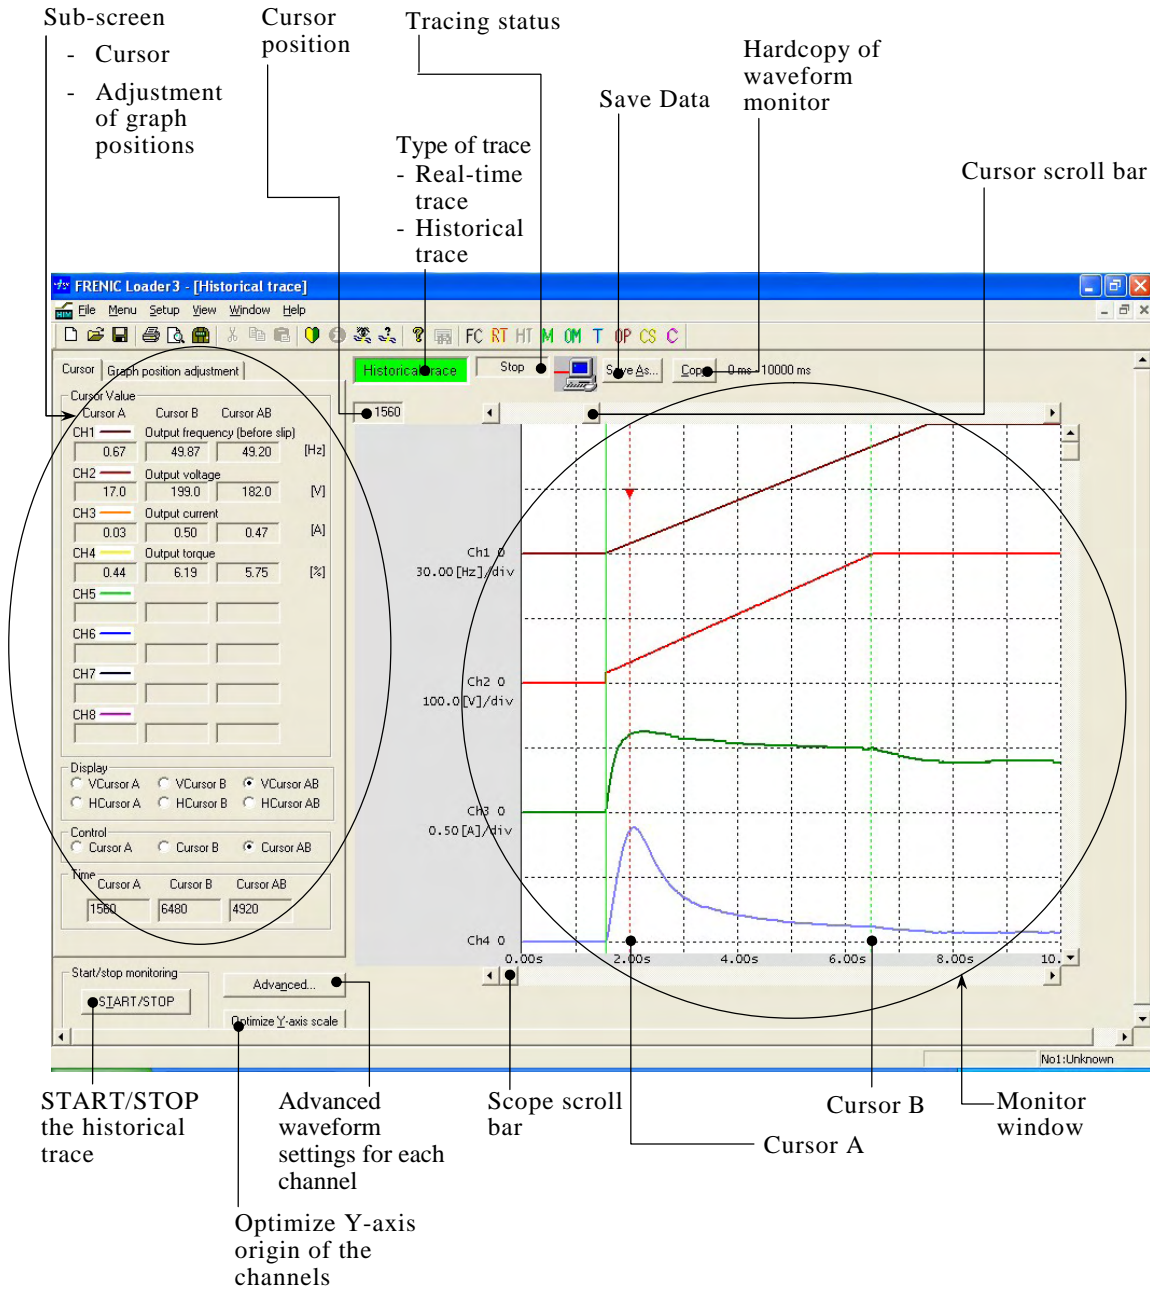 Sub-screen
- Cursor
- Adjustment
of graph
positions
Cursor
position
Tracing status
Type of trace
- Real-time
trace
- Historical
trace
Save Data
Hardcopy of
waveform
monitor
Cursor scroll bar
FRENIC Loader3 - [Historical trace]
File Menu Setup View Window Help
FC RT HT M OM T OP CS C
Cursor Graph position adjustment
Historical trace
Stop
Save As...
Copy
0 ms - 10000 ms
Cursor Value
Cursor A Cursor B Cursor AB
1560
CH1 Output frequency (before slip)
0.67 49.87 49.20 [Hz]
CH2 Output voltage
17.0 199.0 182.0 [V]
CH3 Output current
0.03 0.50 0.47 [A]
CH4 Output torque
0.44 6.19 5.75 [%]
CH5
CH6
CH7
CH8
Ch1 0
30.00[Hz]/div
Ch2 0
100.0[V]/div
Ch3 0
0.50[A]/div
Ch4 0
0.00s 2.00s 4.00s 6.00s 8.00s 10.
Display
VCursor A VCursor B VCursor AB
HCursor A HCursor B HCursor AB
Control
Cursor A Cursor B Cursor AB
Time
Cursor A Cursor B Cursor AB
1560 6480 4920
Start/stop monitoring
START/STOP
Advanced...
Optimize Y-axis scale
No1:Unknown
START/STOP
the historical
trace
Advanced
waveform
settings for each
channel
Optimize Y-axis
origin of the
channels
Scope scroll
bar
Cursor A
Cursor B
Monitor
window